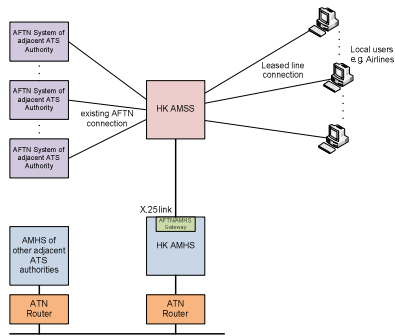 AFTN System of
adjacent ATS
Authority
AFTN System of
adjacent ATS
Authority
AFTN System of
adjacent ATS
Authority
existing AFTN
connection
HK AMSS
Leased line
connection
Local users
e.g. Airlines
X.25 link
AFTN/AMHS
Gateway
HK AMHS
AMHS of
other adjacent
ATS
authorities
ATN
Router
ATN
Router